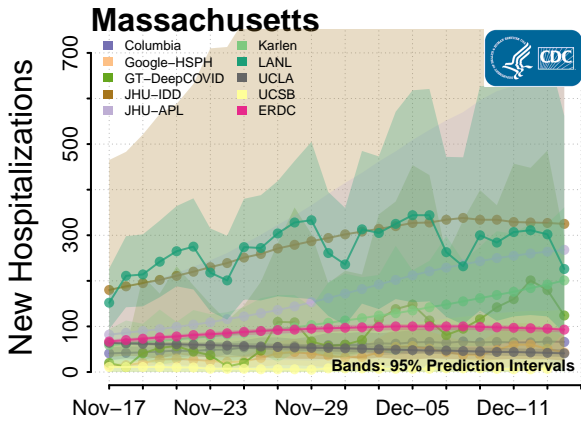 Massachusetts
Columbia
Google−HSPH
GT−DeepCOVID
JHU−IDD
JHU−APL
Karlen
LANL
UCLA
UCSB
ERDC
CDC
New Hospitalizations
700
500
300
100
0
Bands: 95% Prediction Intervals
Nov−17 Nov−23 Nov−29 Dec−05 Dec−11